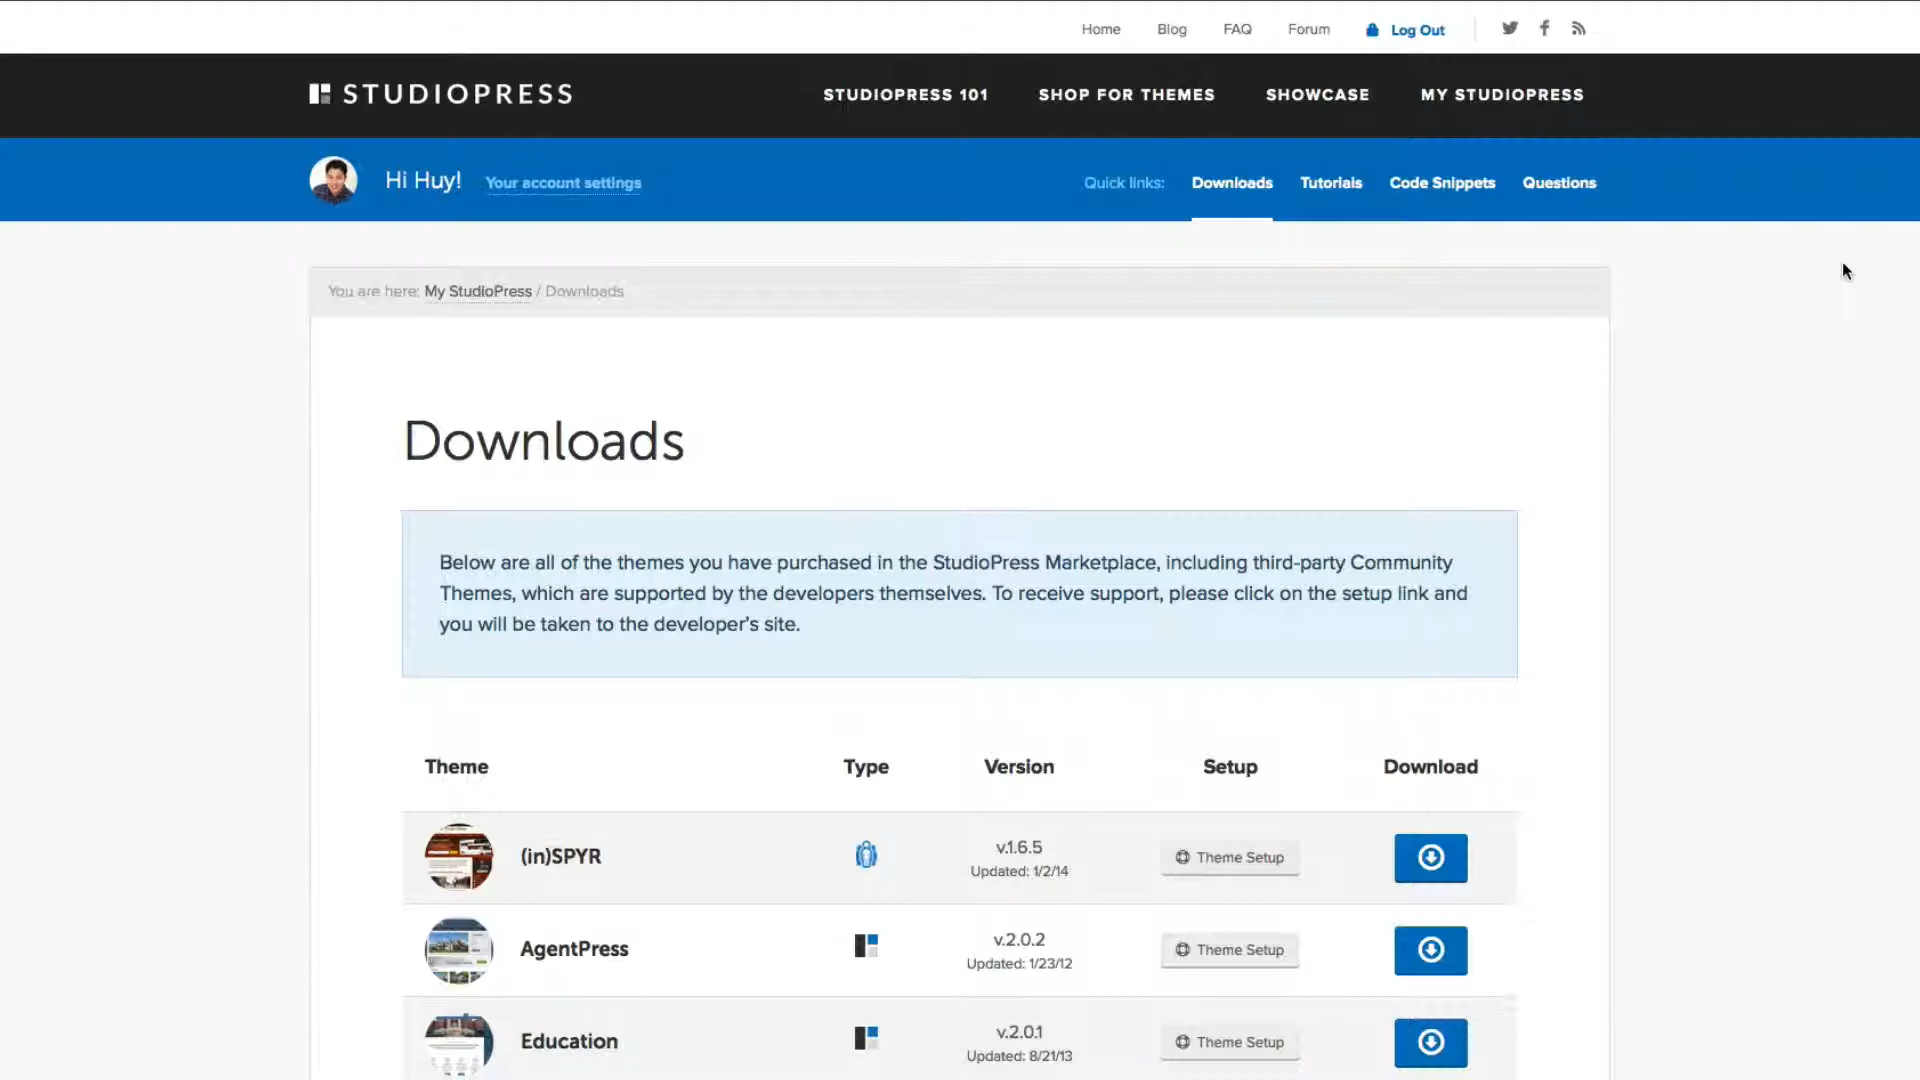 Home Blog FAQ Forum Log Out
STUDIOPRESS STUDIOPRESS 101 SHOP FOR THEMES SHOWCASE MY STUDIOPRESS
Hi Huy! Your account settings Quick links: Downloads Tutorials Code Snippets Questions
You are here: My StudioPress / Downloads
Downloads
Below are all of the themes you have purchased in the StudioPress Marketplace, including third-party Community
Themes, which are supported by the developers themselves. To receive support, please click on the setup link and
you will be taken to the developer's site.
Theme Type Version Setup Download
(in)SPYR v.1.6.5 Theme Setup
Updated: 1/2/14
AgentPress v.2.0.2 Theme Setup
Updated: 1/23/12
Education v.2.0.1 Theme Setup
Updated: 8/21/13